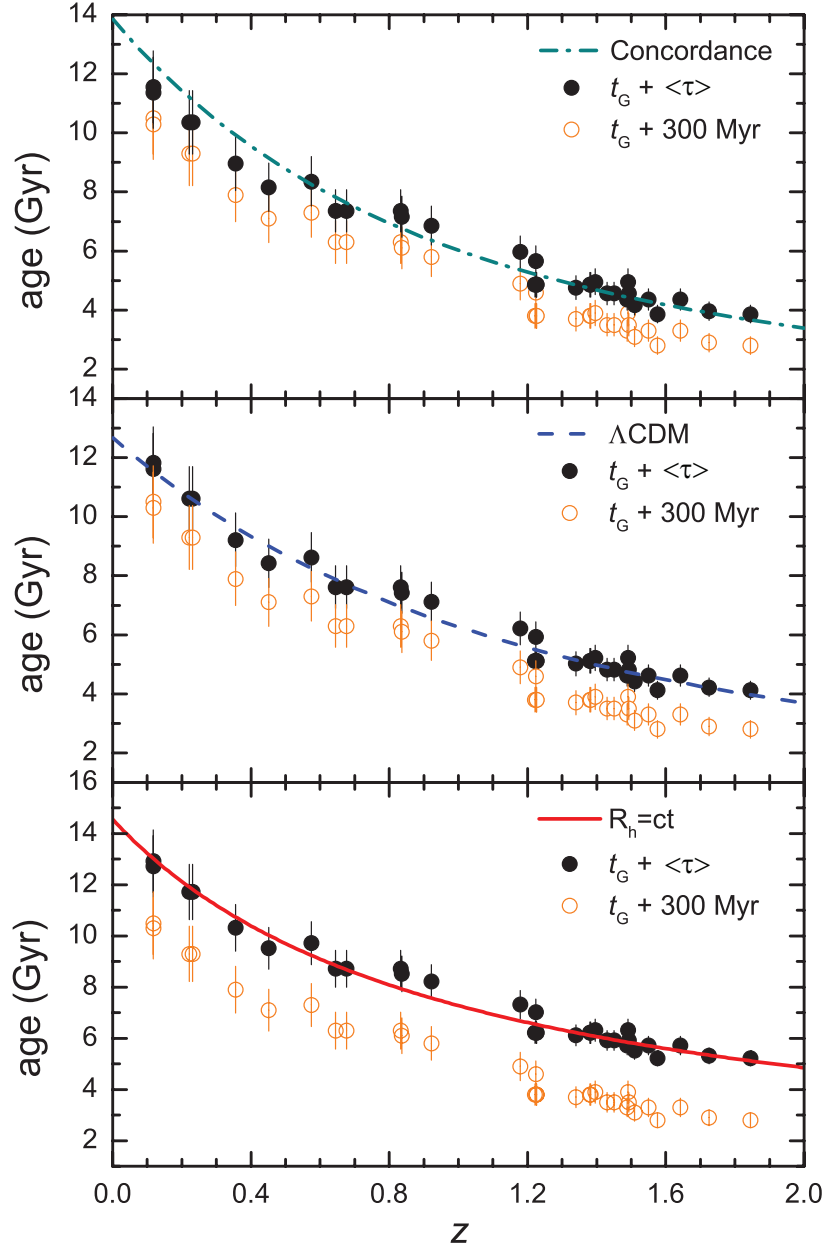 14
12
10
8
6
4
2
age (Gyr)
Concordance
t_G + <τ>
t_G + 300 Myr
14
12
10
8
6
4
2
age (Gyr)
ΛCDM
t_G + <τ>
t_G + 300 Myr
16
14
12
10
8
6
4
2
age (Gyr)
R_h=ct
t_G + <τ>
t_G + 300 Myr
0.0 0.4 0.8 1.2 1.6 2.0
z